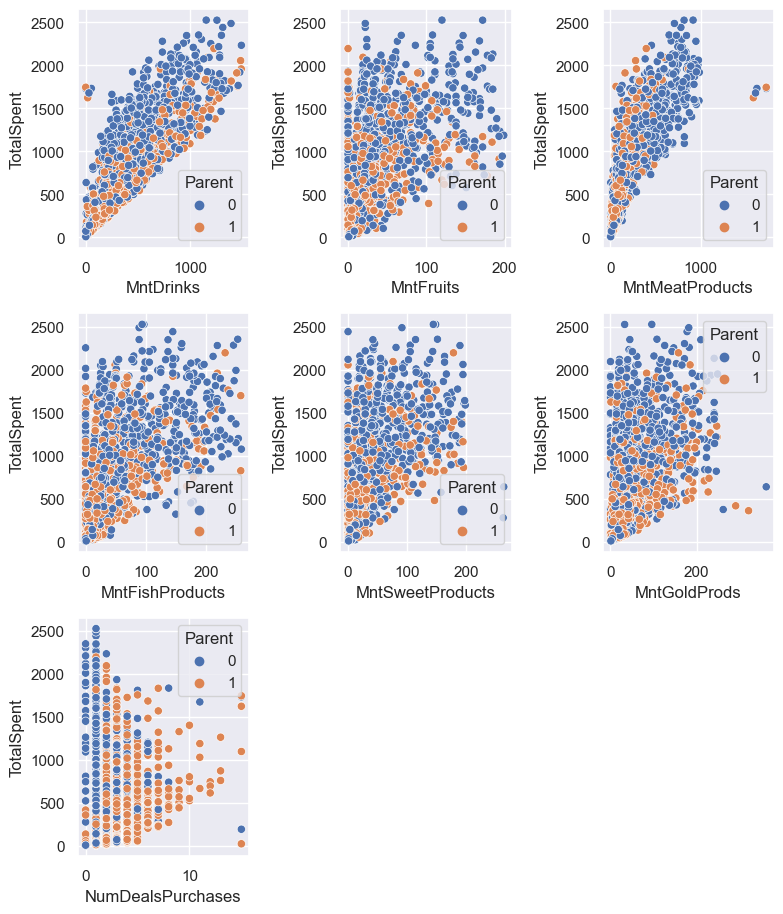 2500
2000
1500
1000
500
0
TotalSpent
Parent
0
1
0 1000
MntDrinks
2500
2000
1500
1000
500
0
TotalSpent
Parent
0
1
0 100 200
MntFruits
2500
2000
1500
1000
500
0
TotalSpent
Parent
0
1
0 1000
MntMeatProducts
2500
2000
1500
1000
500
0
TotalSpent
Parent
0
1
0 100 200
MntFishProducts
2500
2000
1500
1000
500
0
TotalSpent
Parent
0
1
0 100 200
MntSweetProducts
2500
2000
1500
1000
500
0
TotalSpent
Parent
0
1
0 200
MntGoldProds
2500
2000
1500
1000
500
0
TotalSpent
Parent
0
1
0 10
NumDealsPurchases